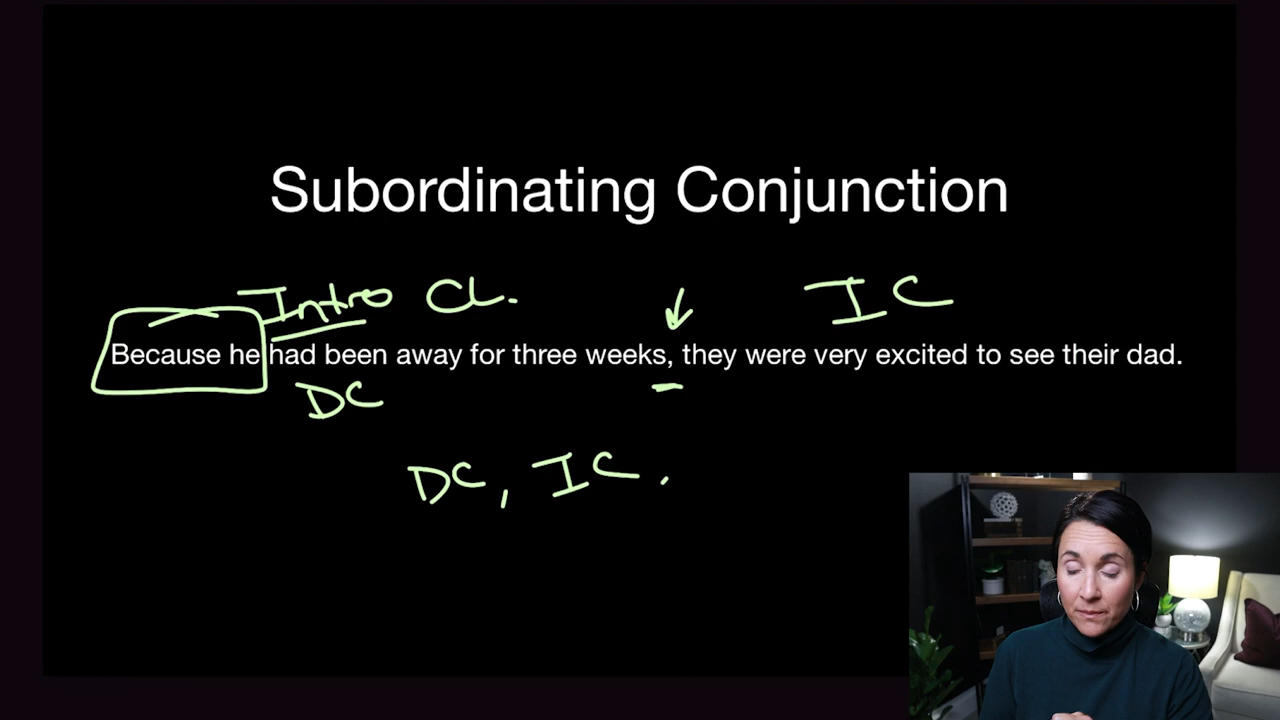 Subordinating Conjunction
Intro Cl. IC
Because he had been away for three weeks, they were very excited to see their dad.
DC
DC, IC.